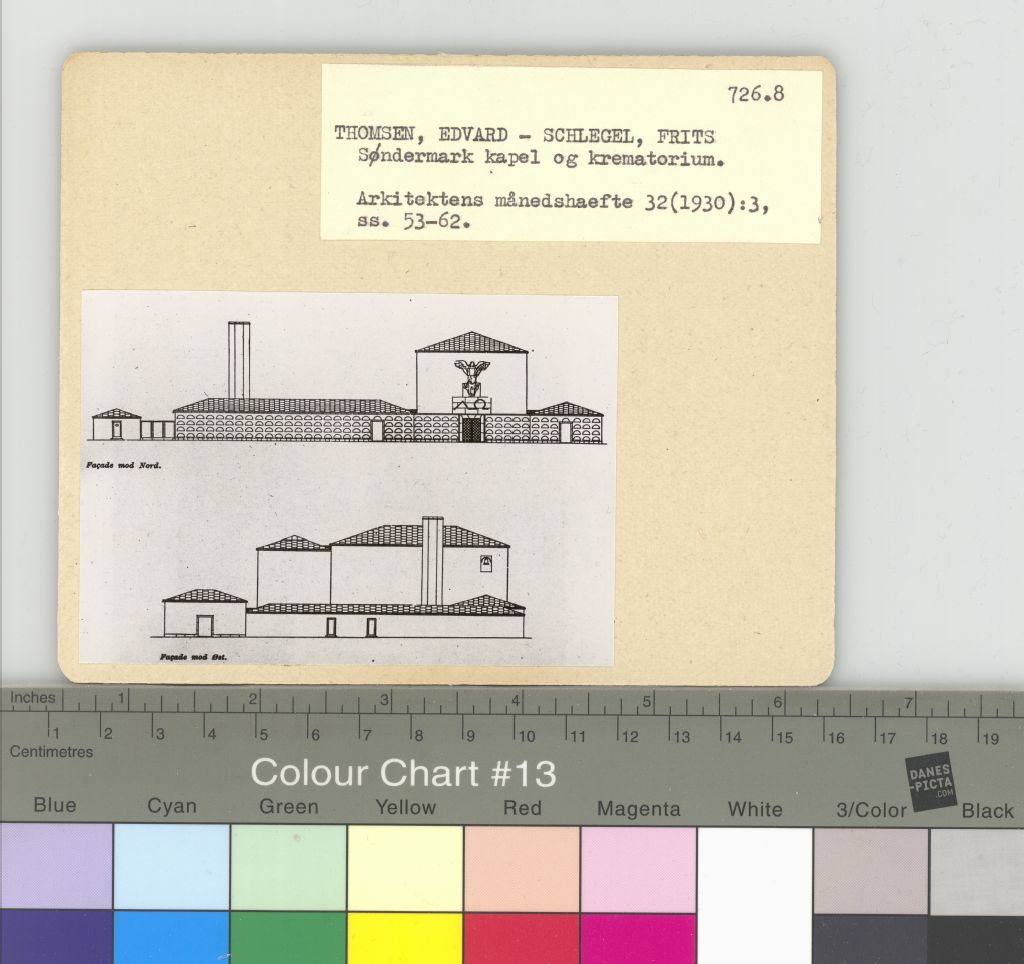 726.8
THOMSEN, EDVARD - SCHLEGEL, FRITS
Søndermark kapel og krematorium.
Arkitektens månedshaefte 32(1930):3,
ss. 53-62.
Façade mod Nord.
Façade mod Øst.
Inches 1 2 3 4 5 6 7
1 2 3 4 5 6 7 8 9 10 11 12 13 14 15 16 17 18 19
Centimetres
Colour Chart #13
DANES
-PICTA
.COM
Blue Cyan Green Yellow Red Magenta White 3/Color Black